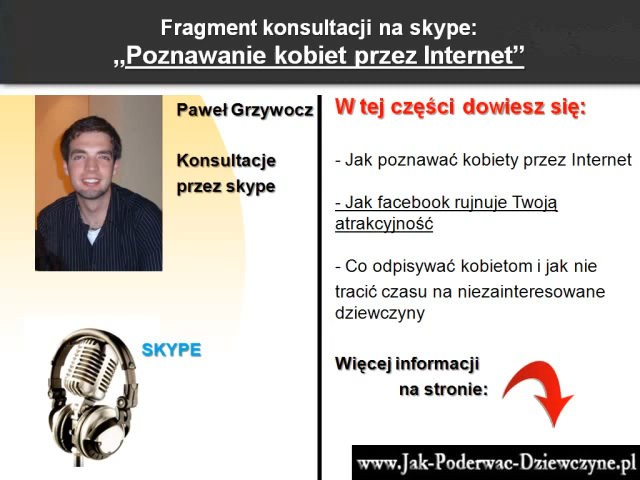 Fragment konsultacji na skype:
„Poznawanie kobiet przez Internet”
Paweł Grzywocz
Konsultacje
przez skype
SKYPE
W tej części dowiesz się:
- Jak poznawać kobiety przez Internet
- Jak facebook rujnuje Twoją
atrakcyjność
- Co odpisywać kobietom i jak nie
tracić czasu na niezainteresowane
dziewczyny
Więcej informacji
na stronie:
www.Jak-Poderwac-Dziewczyne.pl